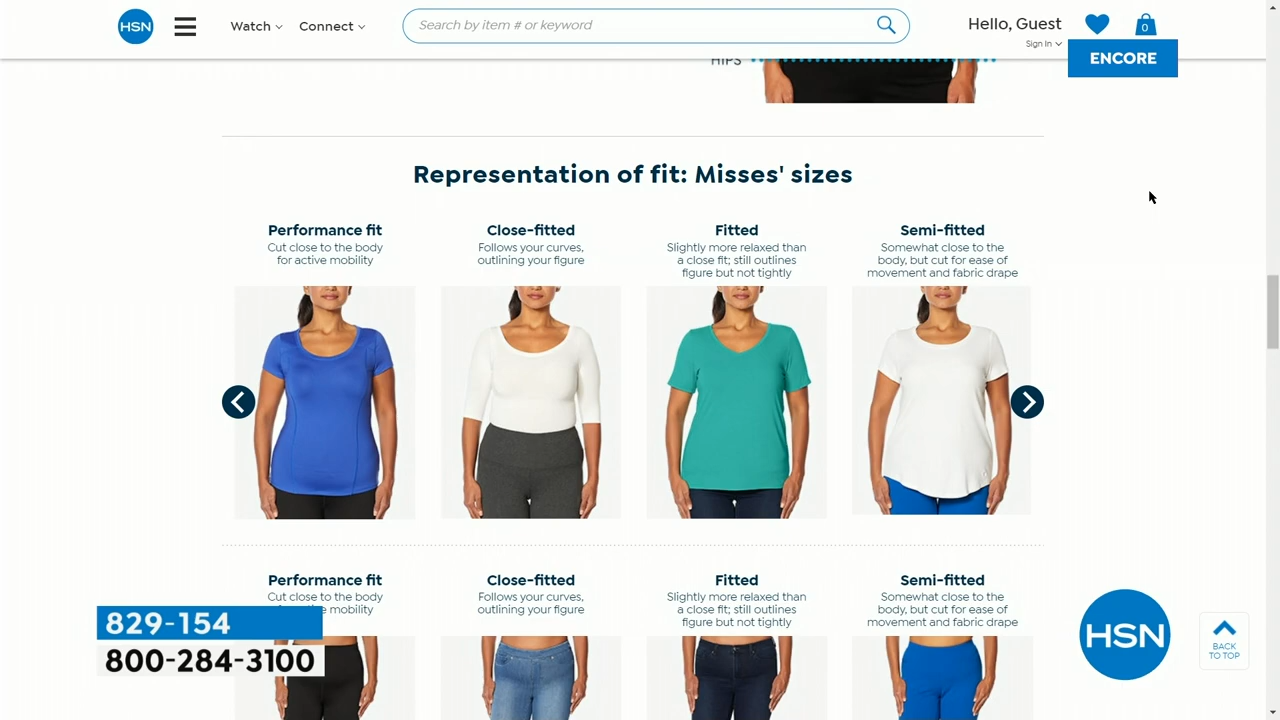 HSN
Watch
Connect
Search by item # or keyword
Hello, Guest
Sign In
0
ENCORE
HIPS
Representation of fit: Misses' sizes
Performance fit
Cut close to the body
for active mobility
Close-fitted
Follows your curves,
outlining your figure
Fitted
Slightly more relaxed than
a close fit; still outlines
figure but not tightly
Semi-fitted
Somewhat close to the
body, but cut for ease of
movement and fabric drape
Performance fit
Cut close to the body
mobility
Close-fitted
Follows your curves,
outlining your figure
Fitted
Slightly more relaxed than
a close fit; still outlines
figure but not tightly
Semi-fitted
Somewhat close to the
body, but cut for ease of
movement and fabric drape
829-154
800-284-3100
HSN
BACK
TO TOP